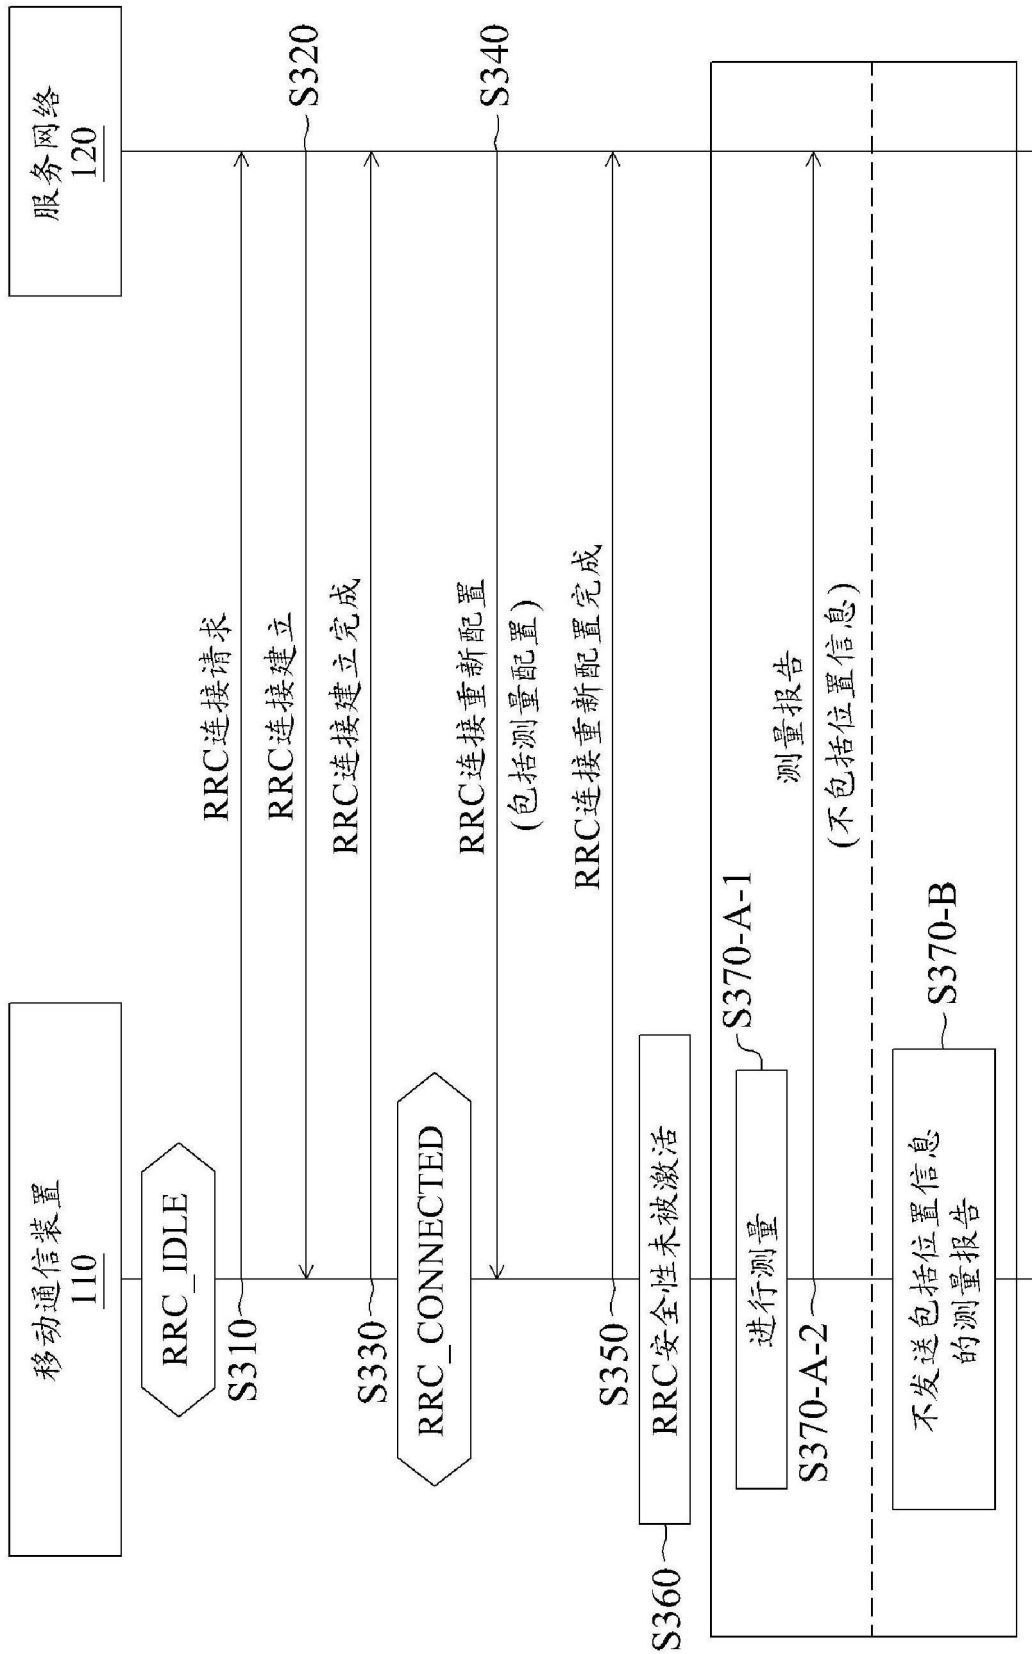 移动通信装置
110
服务网络
120
RRC_IDLE
S310
RRC连接请求
RRC连接建立
S320
S330
RRC连接建立完成
RRC_CONNECTED
RRC连接重新配置
(包括测量配置)
S340
S350
RRC连接重新配置完成
S360
RRC安全性未被激活
进行测量
S370-A-1
S370-A-2
测量报告
(不包括位置信息)
不发送包括位置信息
的测量报告
S370-B